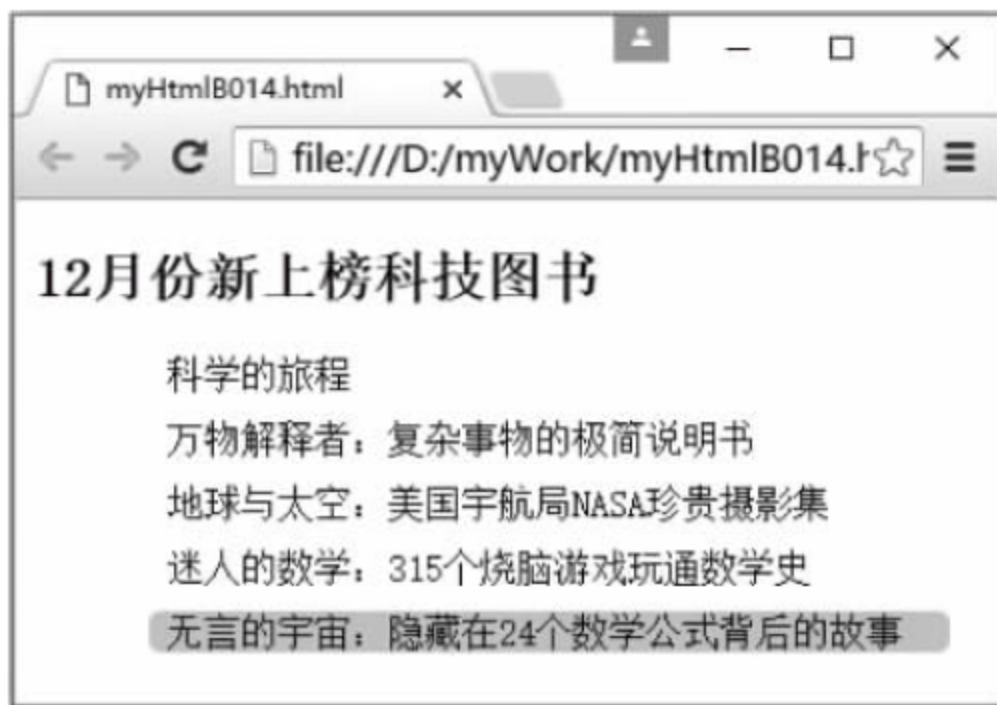 myHtmlB014.html
file:///D:/myWork/myHtmlB014.h
12月份新上榜科技图书
科学的旅程
万物解释者：复杂事物的极简说明书
地球与太空：美国宇航局NASA珍贵摄影集
迷人的数学：315个烧脑游戏玩通数学史
无言的宇宙：隐藏在24个数学公式背后的故事